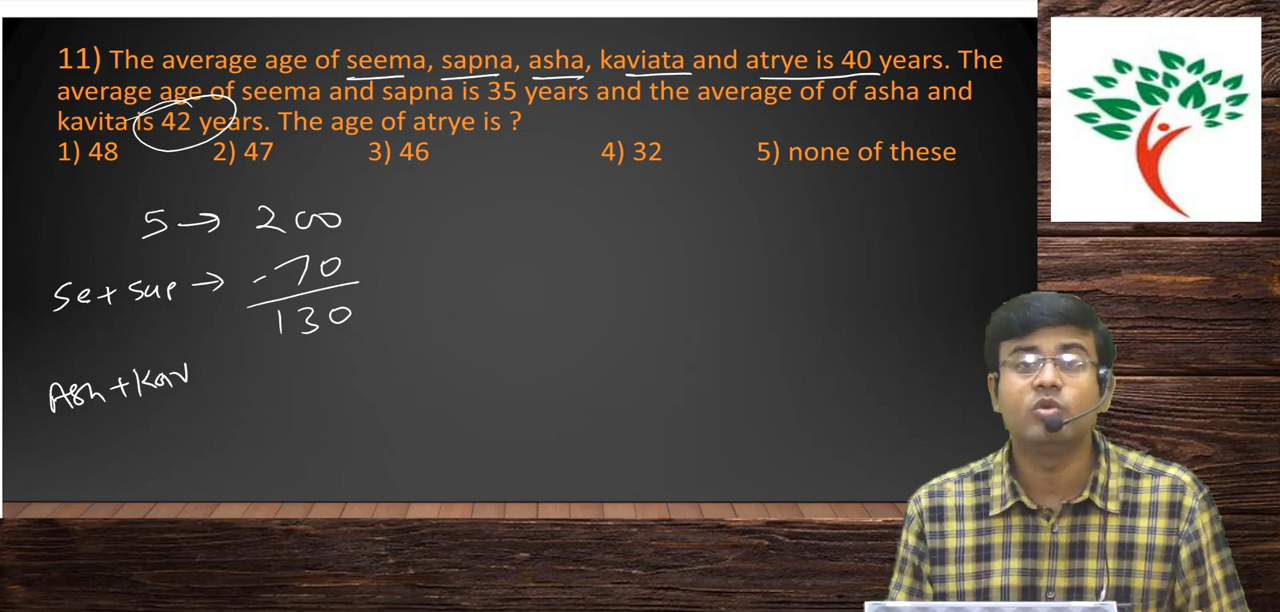 11) The average age of seema, sapna, asha, kaviata and atrye is 40 years. The
average age of seema and sapna is 35 years and the average of of asha and
kavita is 42 years. The age of atrye is ?
1) 48 2) 47 3) 46 4) 32 5) none of these
5 → 200
Se + Sup → - 70
130
Ash + Kav